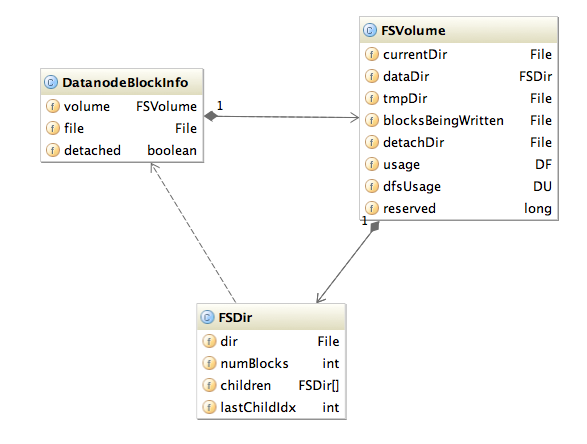 DatanodeBlockInfo
volume FSVolume
file File
detached boolean
1
FSVolume
currentDir File
dataDir FSDir
tmpDir File
blocksBeingWritten File
detachDir File
usage DF
dfsUsage DU
reserved long
1
FSDir
dir File
numBlocks int
children FSDir[]
lastChildIdx int